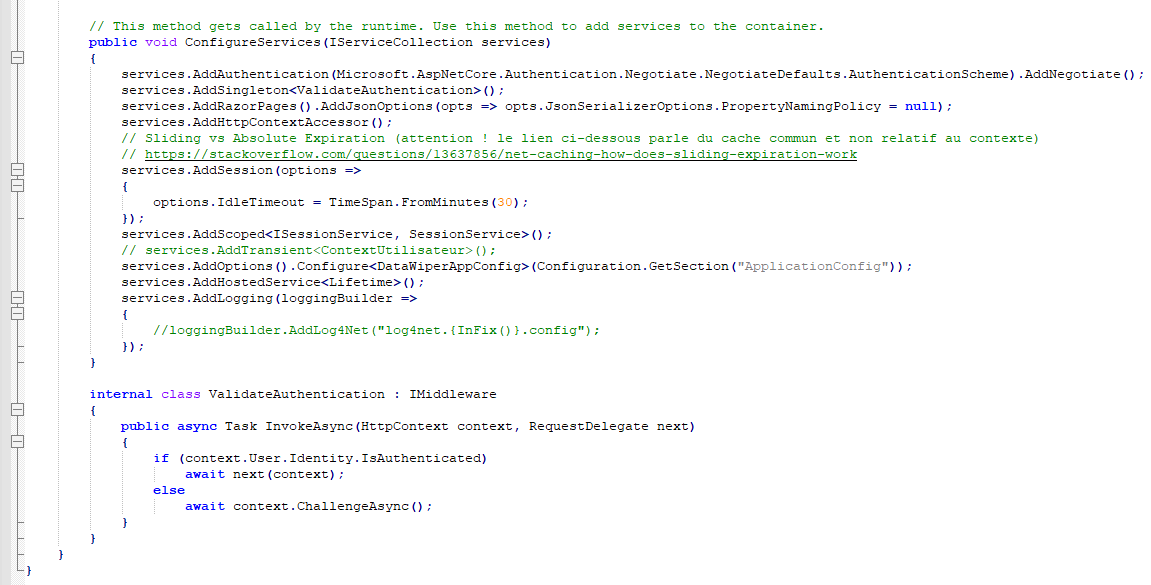 // This method gets called by the runtime. Use this method to add services to the container.
public void ConfigureServices(IServiceCollection services)
{
services.AddAuthentication(Microsoft.AspNetCore.Authentication.Negotiate.NegotiateDefaults.AuthenticationScheme).AddNegotiate();
services.AddSingleton<ValidateAuthentication>();
services.AddRazorPages().AddJsonOptions(opts => opts.JsonSerializerOptions.PropertyNamingPolicy = null);
services.AddHttpContextAccessor();
// Sliding vs Absolute Expiration (attention ! le lien ci-dessous parle du cache commun et non relatif au contexte)
// https://stackoverflow.com/questions/13637856/net-caching-how-does-sliding-expiration-work
services.AddSession(options =>
{
options.IdleTimeout = TimeSpan.FromMinutes(30);
});
services.AddScoped<ISessionService, SessionService>();
// services.AddTransient<ContextUtilisateur>();
services.AddOptions().Configure<DataWiperAppConfig>(Configuration.GetSection("ApplicationConfig"));
services.AddHostedService<Lifetime>();
services.AddLogging(loggingBuilder =>
{
//loggingBuilder.AddLog4Net("log4net.{InFix()}.config");
});
}
internal class ValidateAuthentication : IMiddleware
{
public async Task InvokeAsync(HttpContext context, RequestDelegate next)
{
if (context.User.Identity.IsAuthenticated)
await next(context);
else
await context.ChallengeAsync();
}
}
}
}